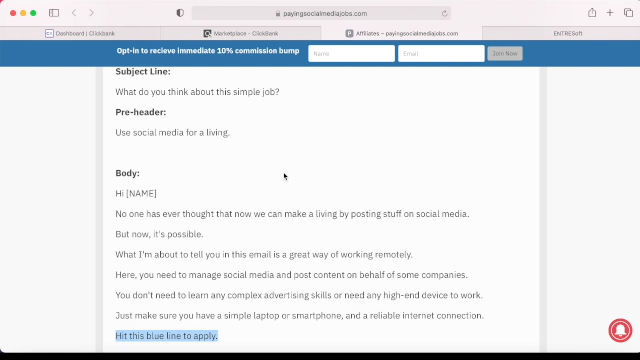 payingsocialmediajobs.com
Dashboard | Clickbank
Marketplace - ClickBank
Affiliates – payingsocialmediajobs.com
ENTRESoft
Opt-in to recieve immediate 10% commission bump
Name
Email
Join Now
Subject Line:
What do you think about this simple job?
Pre-header:
Use social media for a living.
Body:
Hi [NAME]
No one has ever thought that now we can make a living by posting stuff on social media.
But now, it's possible.
What I'm about to tell you in this email is a great way of working remotely.
Here, you need to manage social media and post content on behalf of some companies.
You don't need to learn any complex advertising skills or need any high-end device to work.
Just make sure you have a simple laptop or smartphone, and a reliable internet connection.
Hit this blue line to apply.